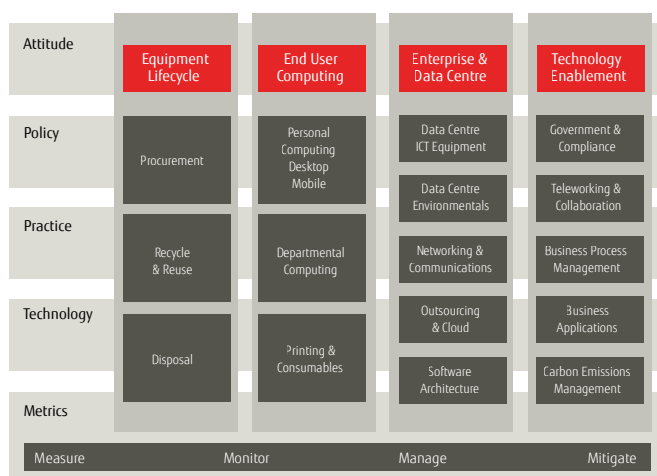 Attitude
Equipment
Lifecycle
End User
Computing
Enterprise &
Data Centre
Technology
Enablement
Policy
Procurement
Personal
Computing
Desktop
Mobile
Data Centre
ICT Equipment
Government &
Compliance
Data Centre
Environmentals
Teleworking &
Collaboration
Practice
Recycle
& Reuse
Departmental
Computing
Networking &
Communications
Business Process
Management
Technology
Disposal
Printing &
Consumables
Outsourcing
& Cloud
Business
Applications
Software
Architecture
Carbon Emissions
Management
Metrics
Measure Monitor Manage Mitigate